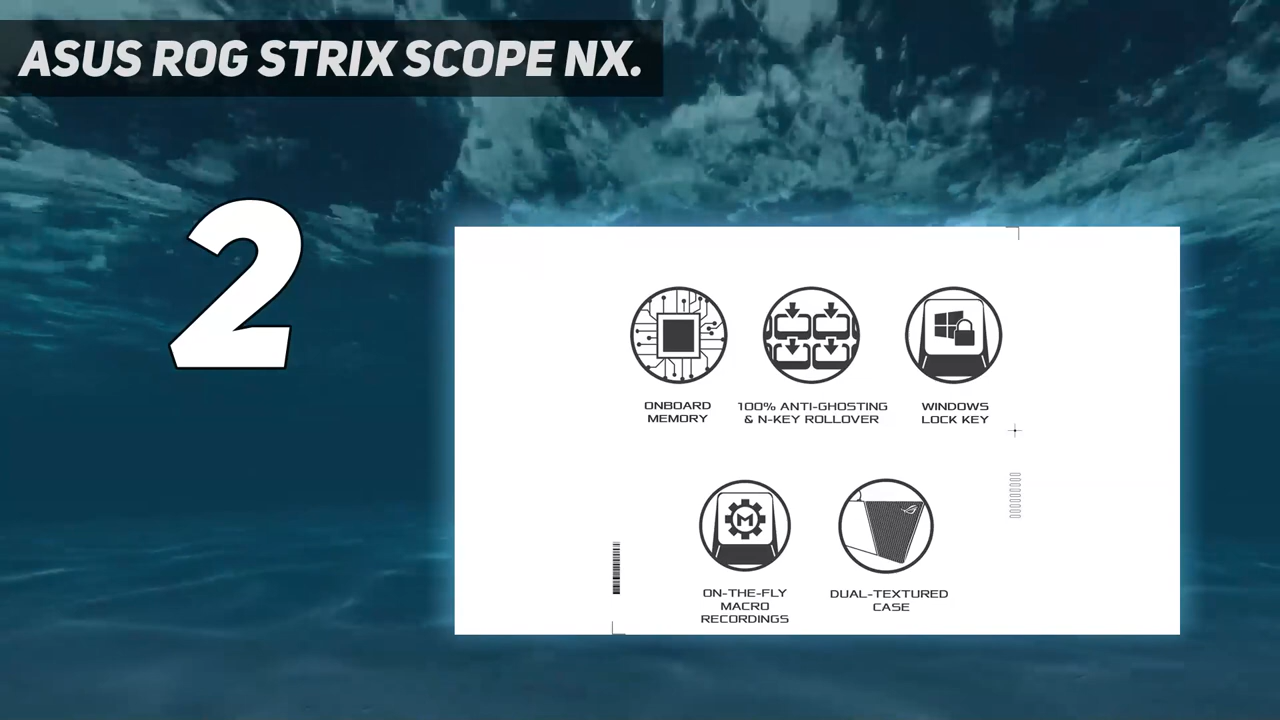 ASUS ROG STRIX SCOPE NX.
2
ONBOARD
MEMORY
100% ANTI-GHOSTING
& N-KEY ROLLOVER
WINDOWS
LOCK KEY
M
ON-THE-FLY
MACRO
RECORDINGS
DUAL-TEXTURED
CASE